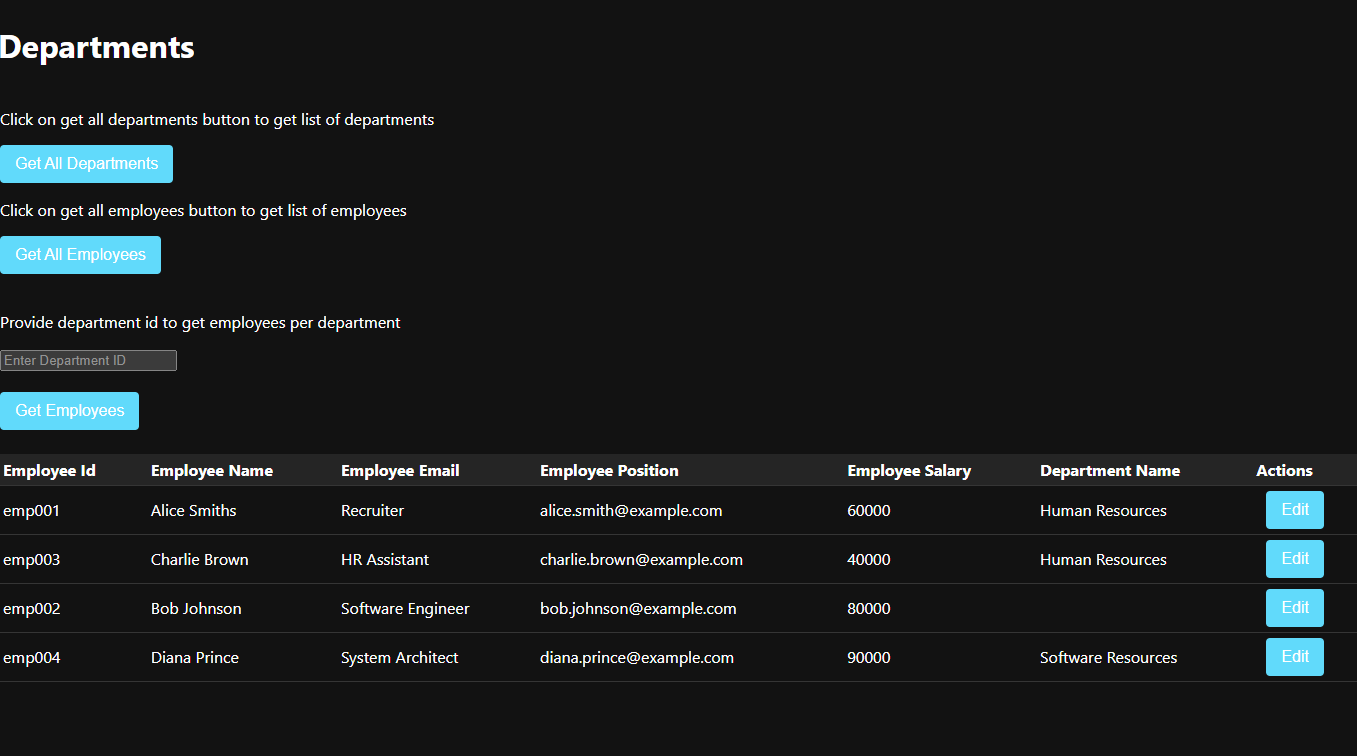 Departments
Click on get all departments button to get list of departments
Get All Departments
Click on get all employees button to get list of employees
Get All Employees
Provide department id to get employees per department
Enter Department ID
Get Employees
Employee Id Employee Name Employee Email Employee Position Employee Salary Department Name Actions
emp001 Alice Smiths Recruiter alice.smith@example.com 60000 Human Resources Edit
emp003 Charlie Brown HR Assistant charlie.brown@example.com 40000 Human Resources Edit
emp002 Bob Johnson Software Engineer bob.johnson@example.com 80000 Edit
emp004 Diana Prince System Architect diana.prince@example.com 90000 Software Resources Edit